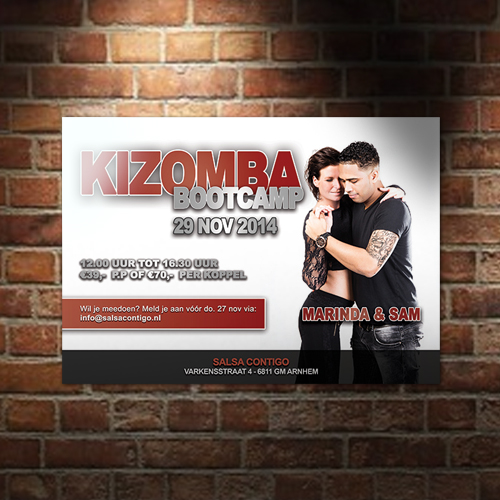 KIZOMBA
BOOTCAMP
29 NOV 2014
12.00 UUR TOT 16:30 UUR
€39,- P.P OF €70,- PER KOPPEL
Wil je meedoen? Meld je aan vóór do. 27 nov via:
info@salsacontigo.nl
MARINDA & SAM
SALSA CONTIGO
VARKENSSTRAAT 4 - 6811 GM ARNHEM